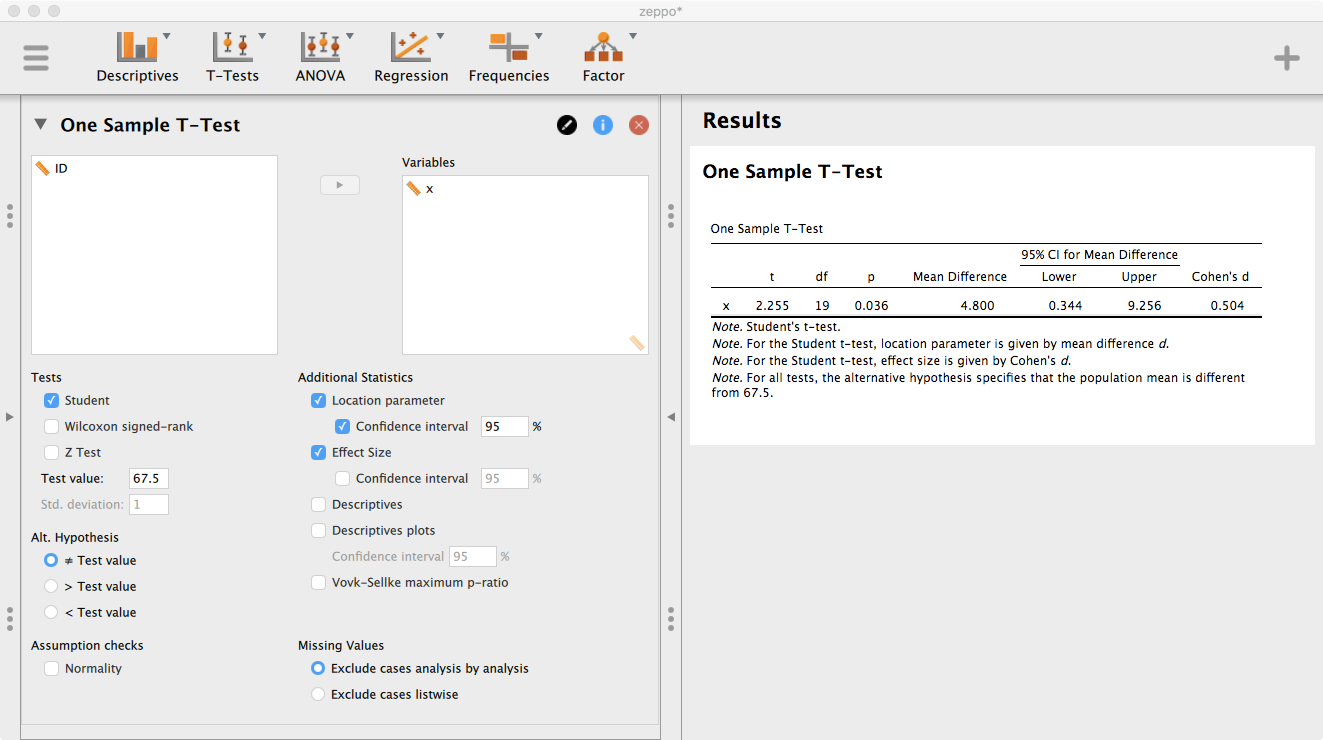 zeppo*
Descriptives T-Tests ANOVA Regression Frequencies Factor
One Sample T-Test
ID
Variables
x
Tests
Student
Wilcoxon signed-rank
Z Test
Test value: 67.5
Std. deviation: 1
Alt. Hypothesis
≠ Test value
> Test value
< Test value
Assumption checks
Normality
Additional Statistics
Location parameter
Confidence interval 95 %
Effect Size
Confidence interval 95 %
Descriptives
Descriptives plots
Confidence interval 95 %
Vovk-Sellke maximum p-ratio
Missing Values
Exclude cases analysis by analysis
Exclude cases listwise
Results
One Sample T-Test
One Sample T-Test
95% CI for Mean Difference
t df p Mean Difference Lower Upper Cohen's d
x 2.255 19 0.036 4.800 0.344 9.256 0.504
Note. Student's t-test.
Note. For the Student t-test, location parameter is given by mean difference d.
Note. For the Student t-test, effect size is given by Cohen's d.
Note. For all tests, the alternative hypothesis specifies that the population mean is different
from 67.5.